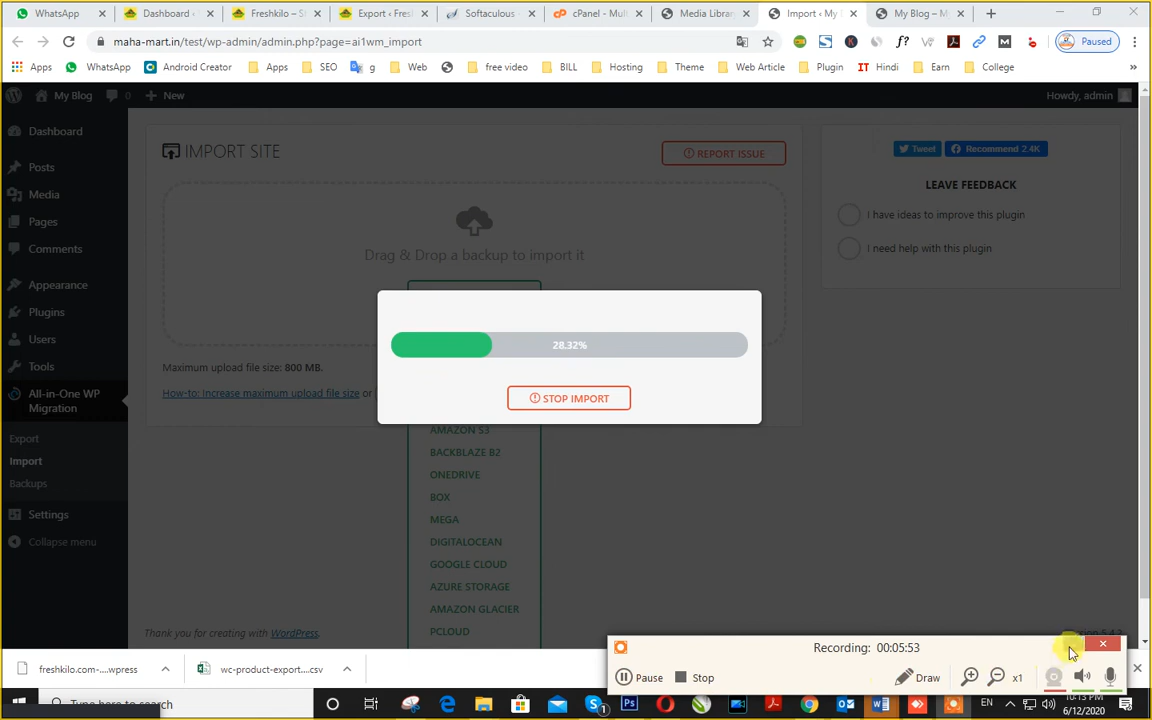 WhatsApp
Dashboard ‹
Freshkilo – S
Export ‹ Fres
Softaculous
cPanel - Mul
Media Librar
Import ‹ My
My Blog – M
maha-mart.in/test/wp-admin/admin.php?page=ai1wm_import
Paused
Apps
WhatsApp
Android Creator
Apps
SEO
g
Web
free video
BILL
Hosting
Theme
Web Article
Plugin
IT Hindi
Earn
College
My Blog
0
New
Howdy, admin
Dashboard
Posts
Media
Pages
Comments
Appearance
Plugins
Users
Tools
All-in-One WP
Migration
Export
Import
Backups
Settings
Collapse menu
IMPORT SITE
REPORT ISSUE
Drag & Drop a backup to import it
Maximum upload file size: 800 MB.
How-to: Increase maximum upload file size or
28.32%
STOP IMPORT
AMAZON S3
BACKBLAZE B2
ONEDRIVE
BOX
MEGA
DIGITALOCEAN
GOOGLE CLOUD
AZURE STORAGE
AMAZON GLACIER
PCLOUD
Tweet
Recommend 2.4K
LEAVE FEEDBACK
I have ideas to improve this plugin
I need help with this plugin
Thank you for creating with WordPress.
Recording: 00:05:53
Pause
Stop
Draw
x1
freshkilo.com-....wpress
wc-product-export....csv
Type here to search
EN
10:13 PM
6/12/2020